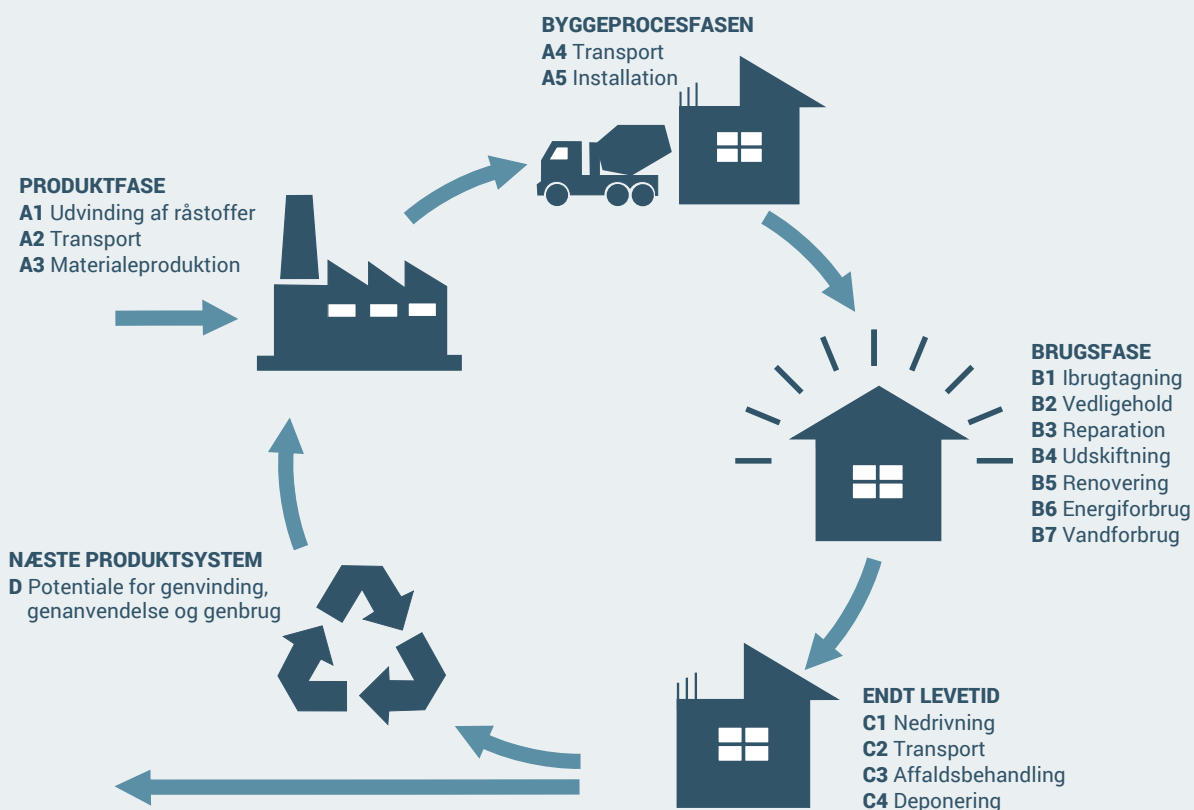 BYGGEPROCESFASEN
A4 Transport
A5 Installation
PRODUKTFASE
A1 Udvinding af råstoffer
A2 Transport
A3 Materialeproduktion
BRUGSFASE
B1 Ibrugtagning
B2 Vedligehold
B3 Reparation
B4 Udskiftning
B5 Renovering
B6 Energiforbrug
B7 Vandforbrug
NÆSTE PRODUKTSYSTEM
D Potentiale for genvinding,
genanvendelse og genbrug
ENDT LEVETID
C1 Nedrivning
C2 Transport
C3 Affaldsbehandling
C4 Deponering